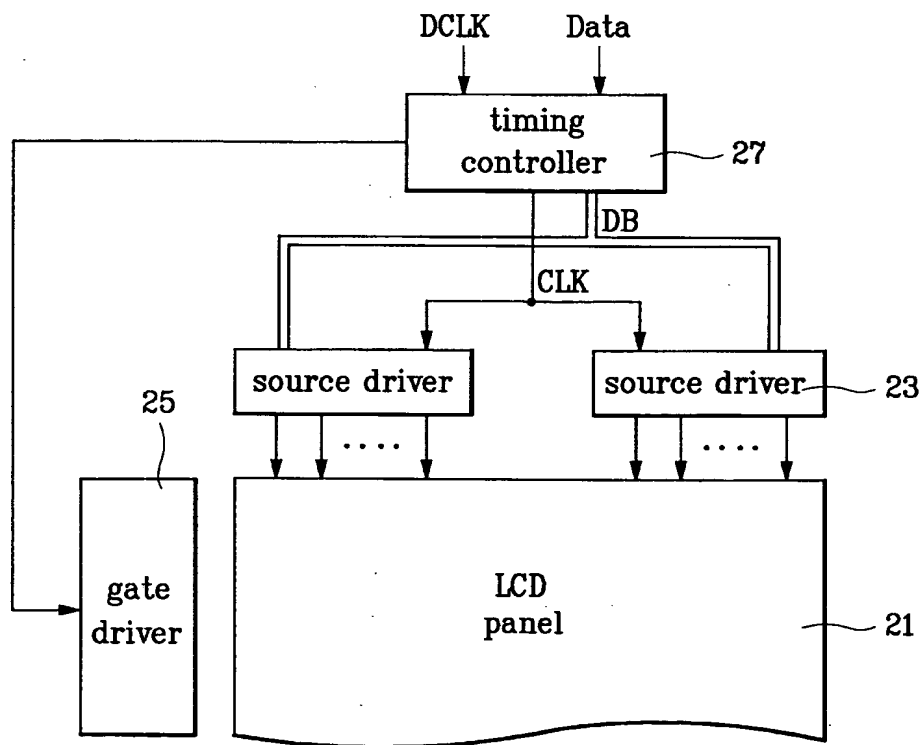 DCLK Data
timing
controller
27
DB
CLK
source driver
source driver
23
25
gate
driver
LCD
panel
21